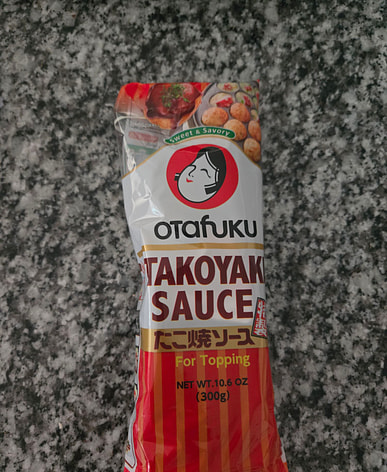 Sweet & Savory
OTafUKU
TAKOYAKI
SAUCE
たこ焼ソース
For Topping
NET WT.10.6 OZ
(300g)